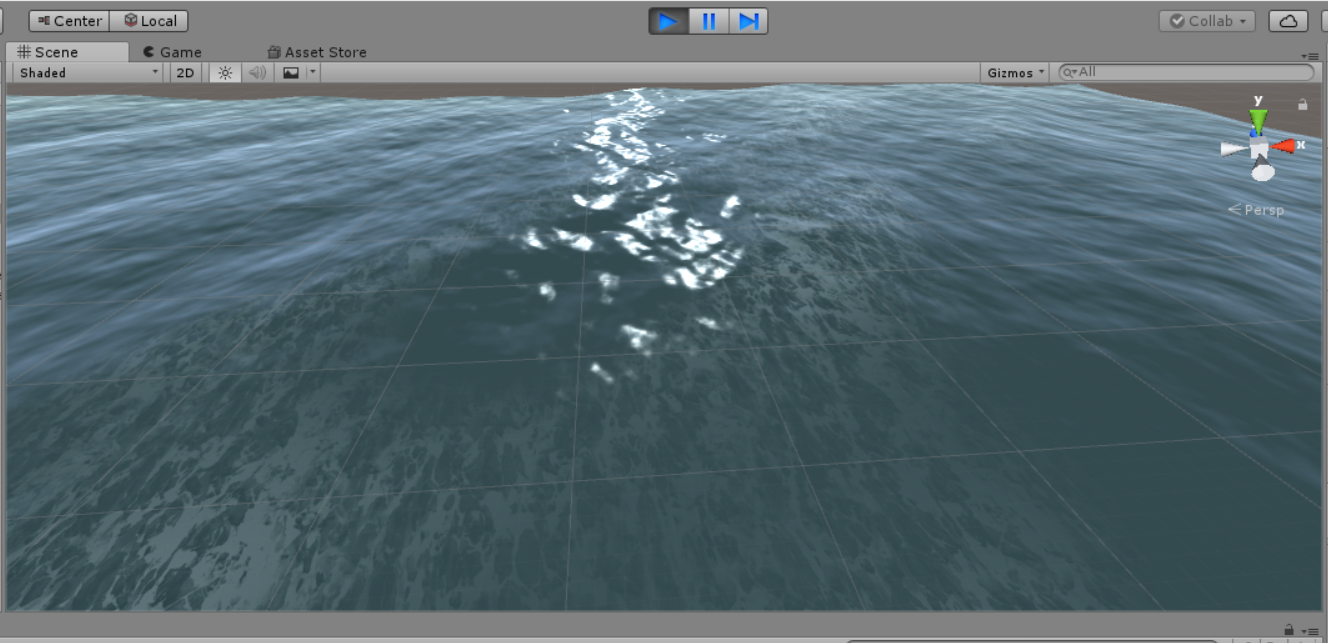 Center Local Collab
Scene Game Asset Store
Shaded 2D Gizmos All
y
x
Persp